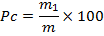 Pc = m₁/m × 100